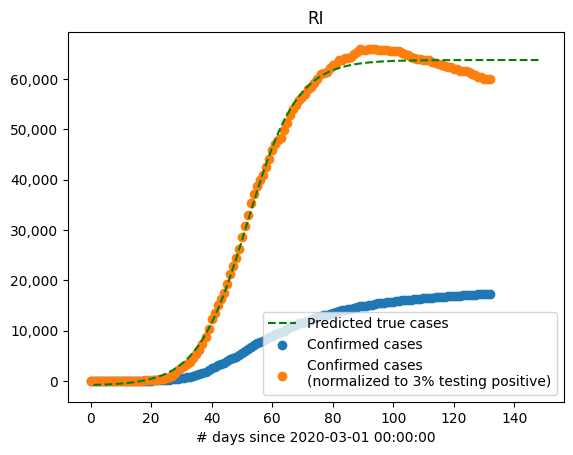 RI
60,000
50,000
40,000
30,000
20,000
10,000
0
Predicted true cases
Confirmed cases
Confirmed cases
(normalized to 3% testing positive)
0 20 40 60 80 100 120 140
# days since 2020-03-01 00:00:00